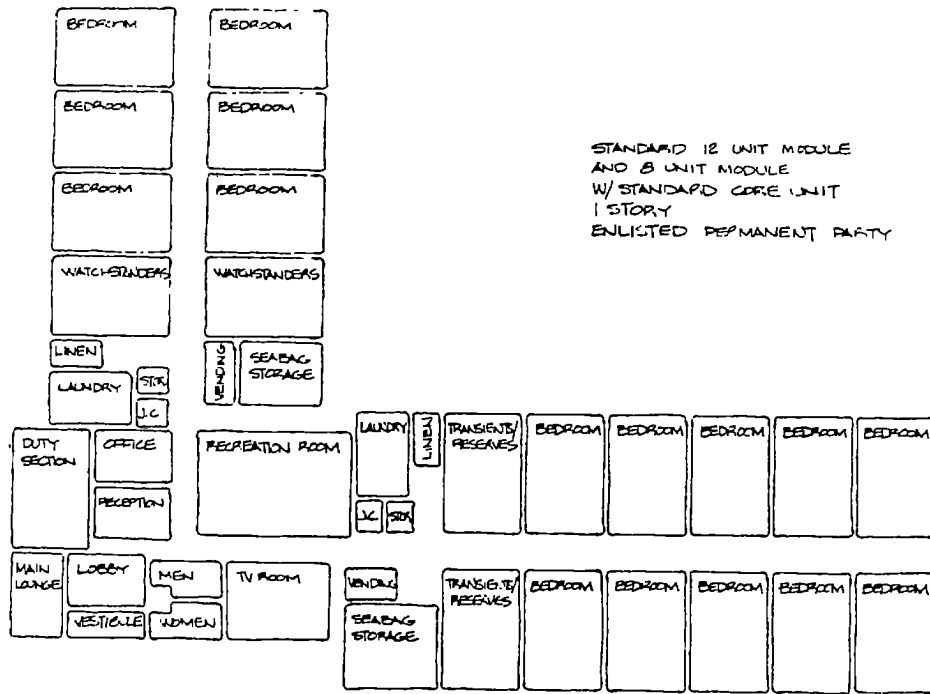 BEDROOM
BEDROOM
BEDROOM
BEDROOM
BEDROOM
BEDROOM
WATCHSTANDERS
WATCHSTANDERS
STANDARD 12 UNIT MODULE
AND 8 UNIT MODULE
W/ STANDARD CORE UNIT
1 STORY
ENLISTED PERMANENT PARTY
LINEN
VENDING
SEABAG
STORAGE
LAUNDRY
STOR
J.C
DUTY
SECTION
OFFICE
RECEPTION
RECREATION ROOM
LAUNDRY
LINEN
J.C
STOR
TRANSIENTS/
RESERVES
BEDROOM
BEDROOM
BEDROOM
BEDROOM
BEDROOM
MAIN
LOUNGE
LOBBY
MEN
TV ROOM
VESTIBULE
WOMEN
VENDING
SEABAG
STORAGE
TRANSIENTS/
RESERVES
BEDROOM
BEDROOM
BEDROOM
BEDROOM
BEDROOM